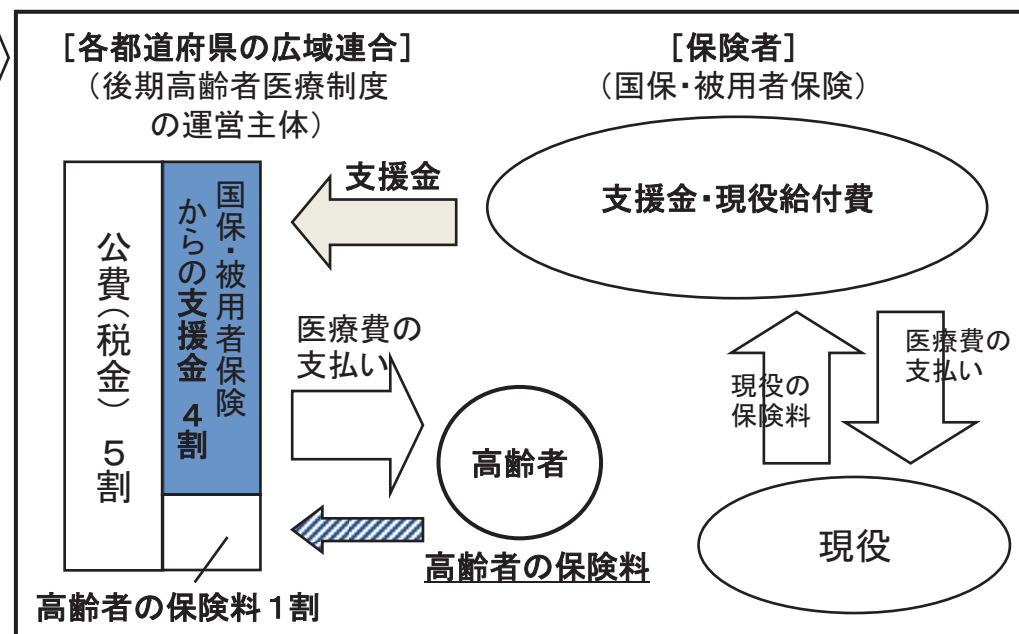 ［各都道府県の広域連合］
（後期高齢者医療制度
の運営主体）
［保険者］
（国保・被用者保険）
公費（税金）　５割
国保・被用者保険
からの支援金　４割
支援金
支援金・現役給付費
医療費の
支払い
高齢者
高齢者の保険料
高齢者の保険料１割
現役の
保険料
医療費の
支払い
現役